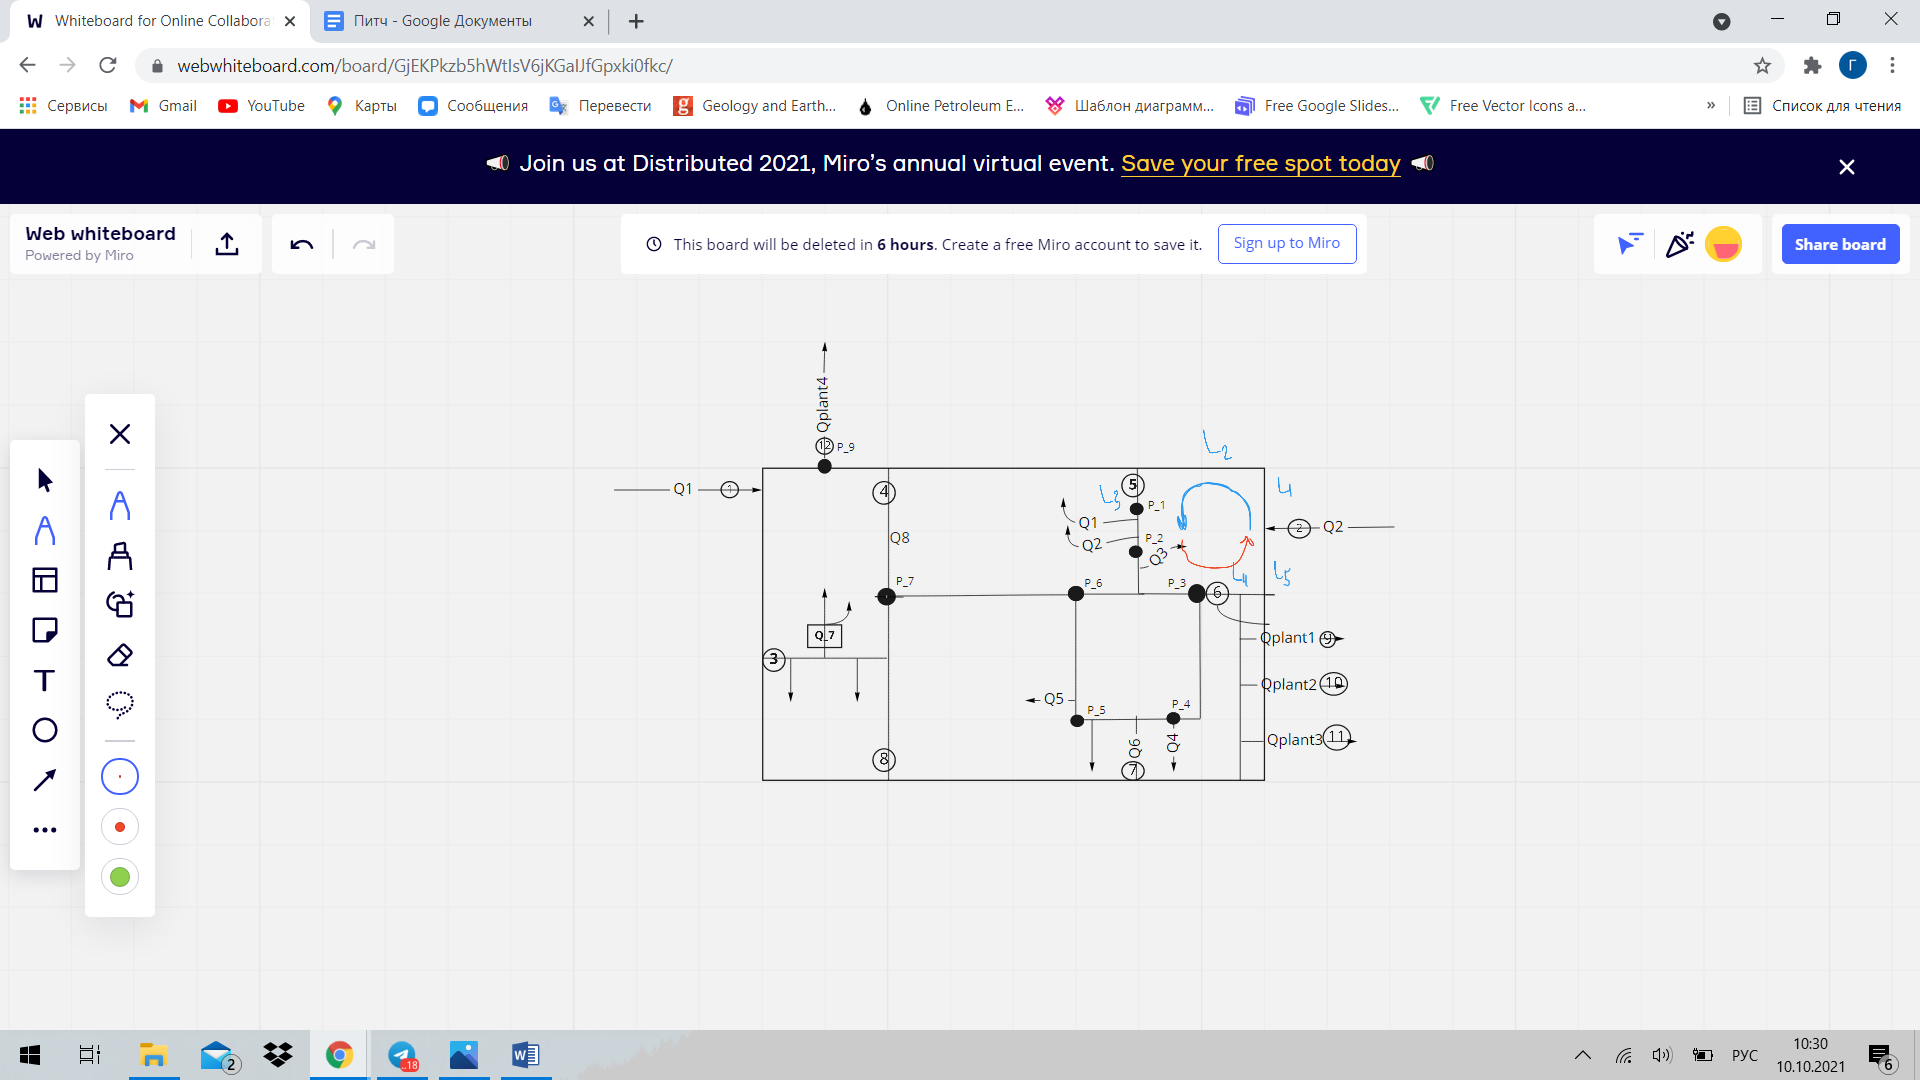 Whiteboard for Online Collabora
Питч - Google Документы
webwhiteboard.com/board/GjEKPkzb5hWtIsV6jKGaIJfGpxki0fkc/
Г
Сервисы
Gmail
YouTube
Карты
Сообщения
Перевести
Geology and Earth...
Online Petroleum E...
Шаблон диаграмм...
Free Google Slides...
Free Vector Icons a...
»
Список для чтения
Join us at Distributed 2021, Miro’s annual virtual event. Save your free spot today
Web whiteboard
Powered by Miro
This board will be deleted in 6 hours. Create a free Miro account to save it.
Sign up to Miro
Share board
Qplant4
12
P_9
L2
Q1
1
4
5
L3
P_1
L1
Q1
2
Q2
Q8
Q2
P_2
Q3
L4
L5
P_7
P_6
P_3
6
Q_7
Qplant1
9
3
Qplant2
10
Q5
P_5
P_4
Q6
Q4
Qplant3
11
8
7
T
2
..18
РУС
10:30
10.10.2021
6